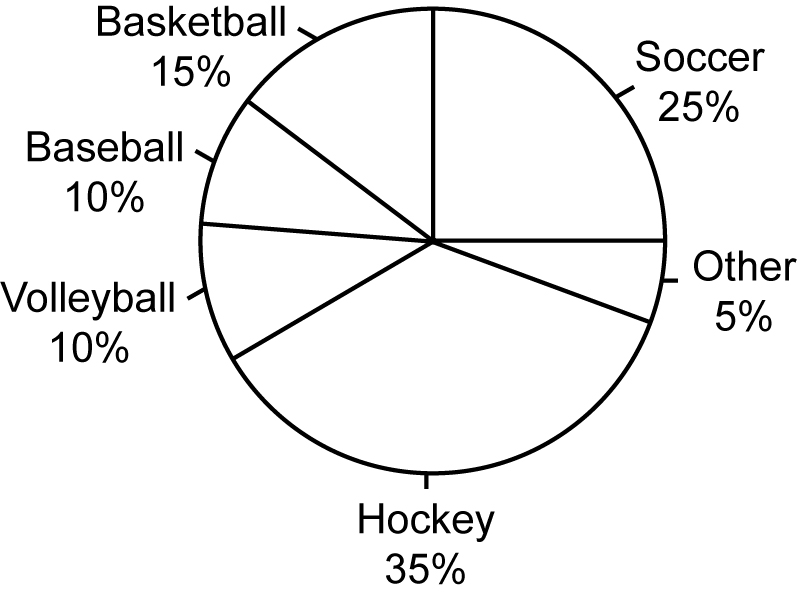 Basketball
15%
Soccer
25%
Baseball
10%
Other
5%
Volleyball
10%
Hockey
35%